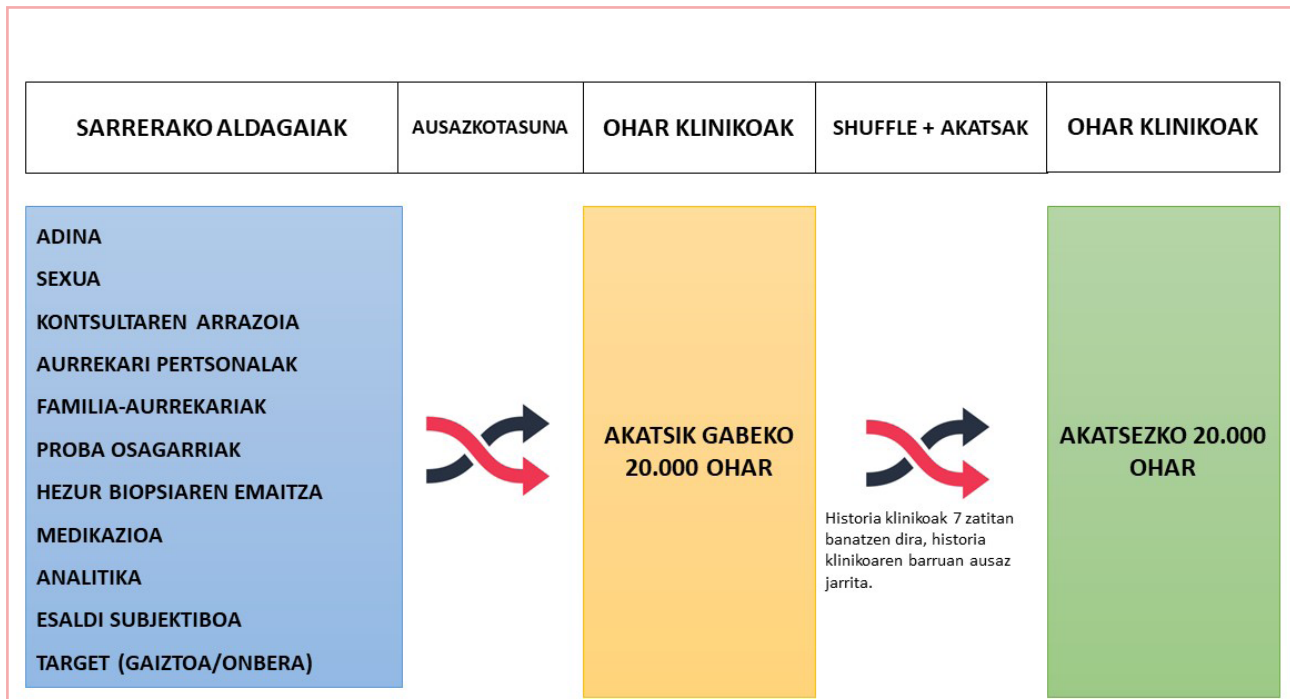 SARRERAKO ALDAGAIAK
AUSAZKOTASUNA
OHAR KLINIKOAK
SHUFFLE + AKATSAK
OHAR KLINIKOAK
ADINA
SEXUA
KONTSULTAREN ARRAZOIA
AURREKARI PERTSONALAK
FAMILIA-AURREKARIAK
PROBA OSAGARRIAK
HEZUR BIOPSIAREN EMAITZA
MEDIKAZIOA
ANALITIKA
ESALDI SUBJEKTIBOA
TARGET (GAIZTOA/ONBERA)
AKATSIK GABEKO
20.000 OHAR
Historia klinikoak 7 zatitan
banatzen dira, historia
klinikoaren barruan ausaz
jarrita.
AKATSEZKO 20.000
OHAR